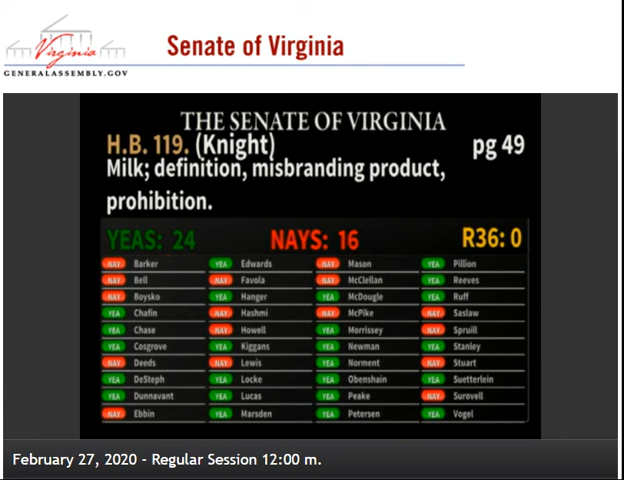 Virginia
GENERALASSEMBLY.GOV
Senate of Virginia
THE SENATE OF VIRGINIA
H.B. 119. (Knight) pg 49
Milk; definition, misbranding product,
prohibition.
YEAS: 24 NAYS: 16 R36: 0
NAY Barker YEA Edwards NAY Mason YEA Pillion
NAY Bell NAY Favola NAY McClellan YEA Reeves
NAY Boysko YEA Hanger YEA McDougle YEA Ruff
YEA Chafin NAY Hashmi NAY McPike NAY Saslaw
YEA Chase NAY Howell YEA Morrissey NAY Spruill
YEA Cosgrove YEA Kiggans YEA Newman YEA Stanley
NAY Deeds NAY Lewis YEA Norment NAY Stuart
YEA DeSteph YEA Locke YEA Obenshain YEA Suetterlein
YEA Dunnavant YEA Lucas YEA Peake NAY Surovell
NAY Ebbin YEA Marsden YEA Petersen YEA Vogel
February 27, 2020 - Regular Session 12:00 m.